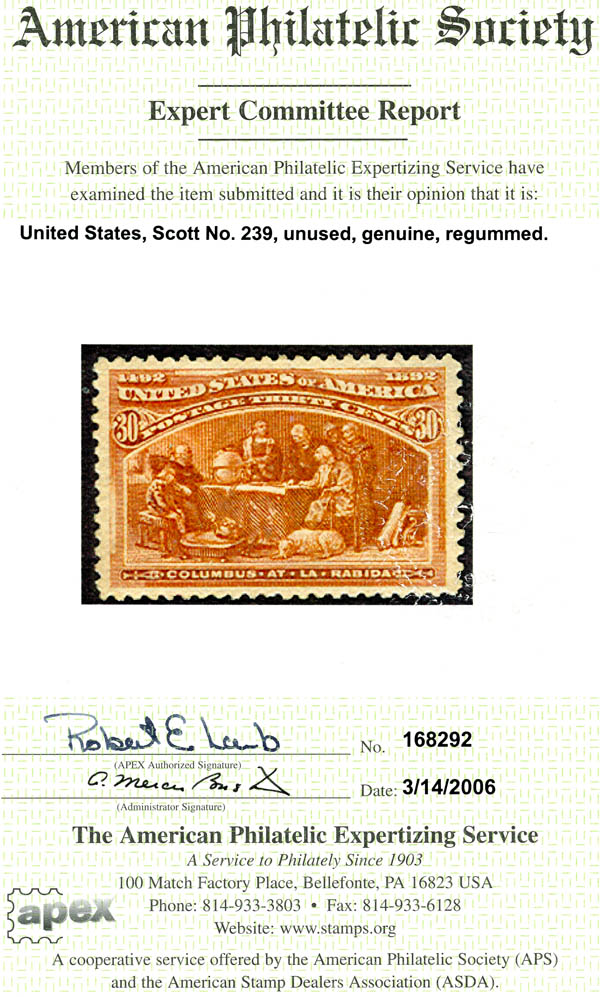 American Philatelic Society
Expert Committee Report
Members of the American Philatelic Expertizing Service have
examined the item submitted and it is their opinion that it is:
United States, Scott No. 239, unused, genuine, regummed.
1492 1892
UNITED STATES OF AMERICA
POSTAGE THIRTY CENTS
30 30
COLUMBUS · AT · LA · RABIDA
Robert E. Lamb
(APEX Authorized Signature)
No. 168292
(Administrator Signature)
Date: 3/14/2006
The American Philatelic Expertizing Service
A Service to Philately Since 1903
100 Match Factory Place, Bellefonte, PA 16823 USA
Phone: 814-933-3803 • Fax: 814-933-6128
Website: www.stamps.org
apex
A cooperative service offered by the American Philatelic Society (APS)
and the American Stamp Dealers Association (ASDA).